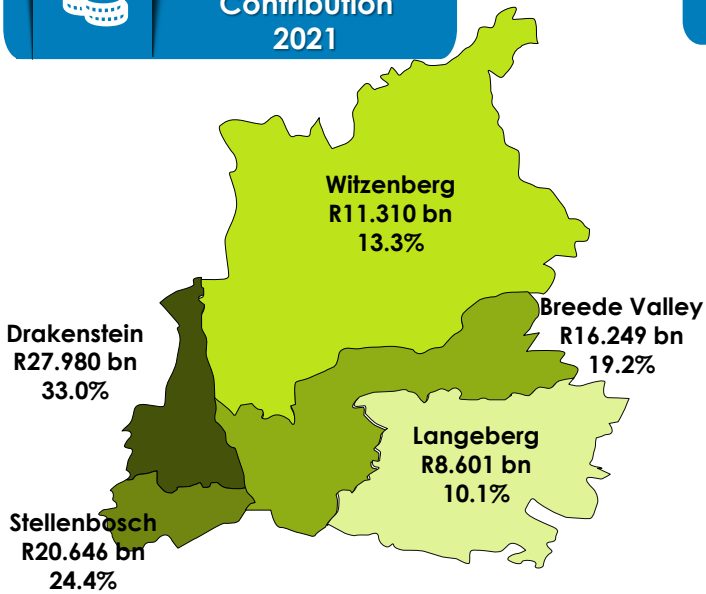 Contribution
2021
Witzenberg
R11.310 bn
13.3%
Breede Valley
R16.249 bn
19.2%
Drakenstein
R27.980 bn
33.0%
Langeberg
R8.601 bn
10.1%
Stellenbosch
R20.646 bn
24.4%